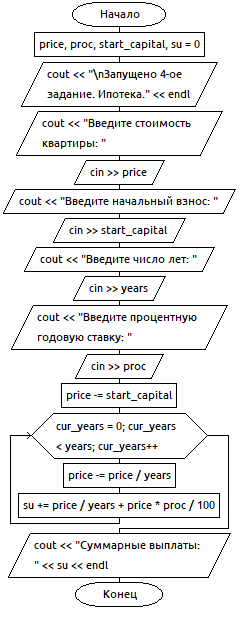 Начало
price, proc, start_capital, su = 0
cout << "\nЗапущено 4-ое
задание. Ипотека." << endl
cout << "Введите стоимость
квартиры: "
cin >> price
cout << "Введите начальный взнос: "
cin >> start_capital
cout << "Введите число лет: "
cin >> years
cout << "Введите процентную
годовую ставку: "
cin >> proc
price -= start_capital
cur_years = 0; cur_years
< years; cur_years++
price -= price / years
su += price / years + price * proc / 100
cout << "Суммарные выплаты:
" << su << endl
Конец